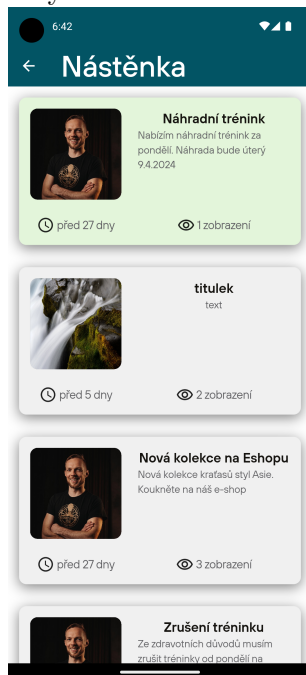 6:42
Nástěnka
Náhradní trénink
Nabízím náhradní trénink za
pondělí. Náhrada bude úterý
9.4.2024
před 27 dny
1 zobrazení
titulek
text
před 5 dny
2 zobrazení
Nová kolekce na Eshopu
Nová kolekce kraťasů styl Asie.
Koukněte na náš e-shop
před 27 dny
3 zobrazení
Zrušení tréninku
Ze zdravotních důvodů musím
zrušit tréninky od pondělí na